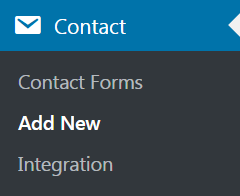 Contact
Contact Forms
Add New
Integration